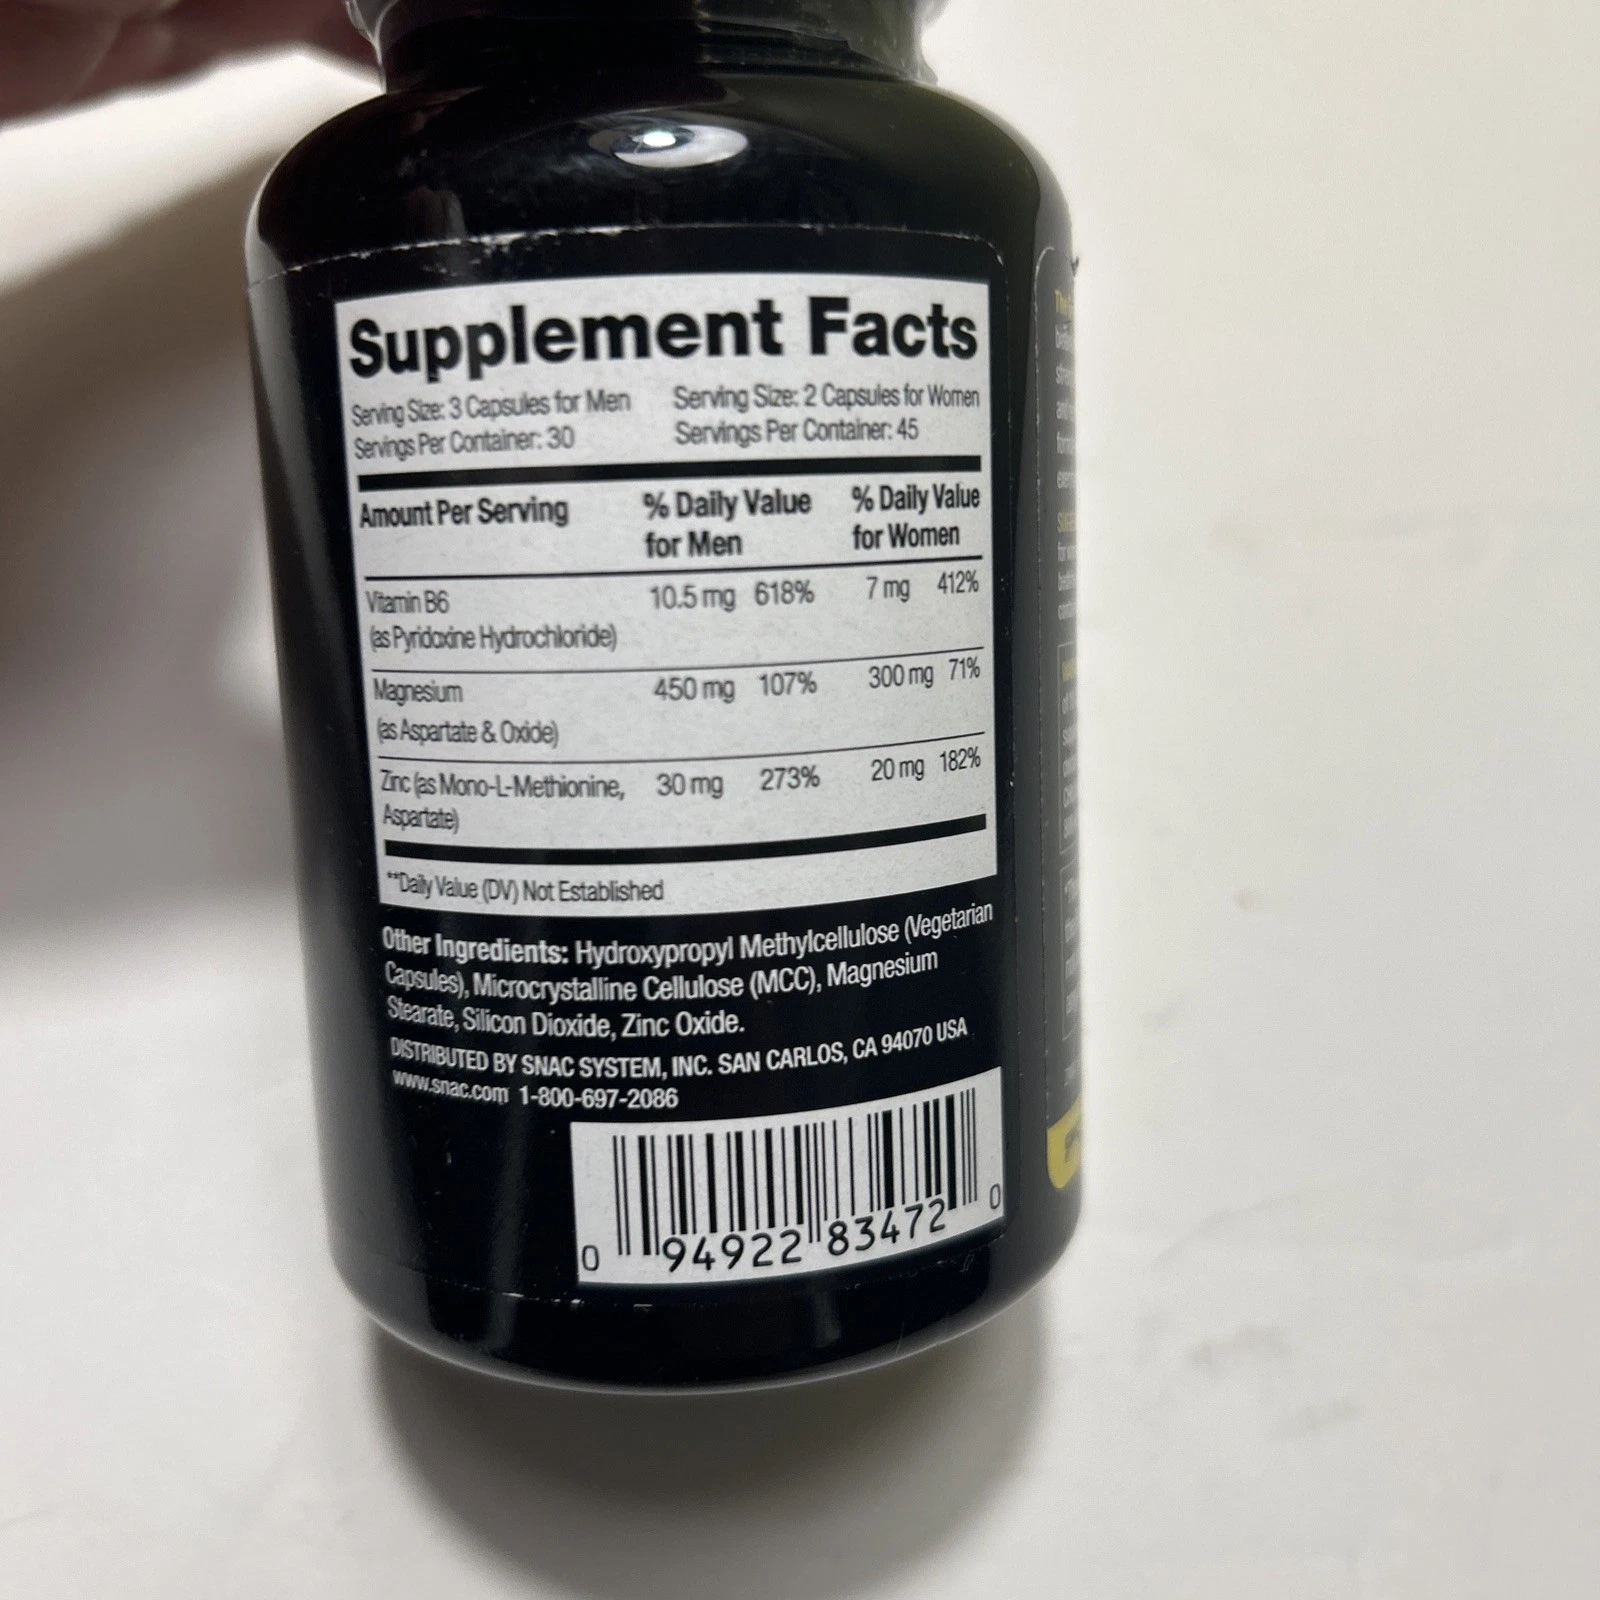 Supplement Facts
Serving Size: 3 Capsules for Men Serving Size: 2 Capsules for Women
Servings Per Container: 30 Servings Per Container: 45
Amount Per Serving % Daily Value for Men % Daily Value for Women
Vitamin B6 10.5 mg 618% 7 mg 412%
(as Pyridoxine Hydrochloride)
Magnesium 450 mg 107% 300 mg 71%
(as Aspartate & Oxide)
Zinc (as Mono-L-Methionine, 30 mg 273% 20 mg 182%
Aspartate)
**Daily Value (DV) Not Established
Other Ingredients: Hydroxypropyl Methylcellulose (Vegetarian
Capsules), Microcrystalline Cellulose (MCC), Magnesium
Stearate, Silicon Dioxide, Zinc Oxide.
DISTRIBUTED BY SNAC SYSTEM, INC. SAN CARLOS, CA 94070 USA
www.snac.com 1-800-697-2086
0 94922 83472 0